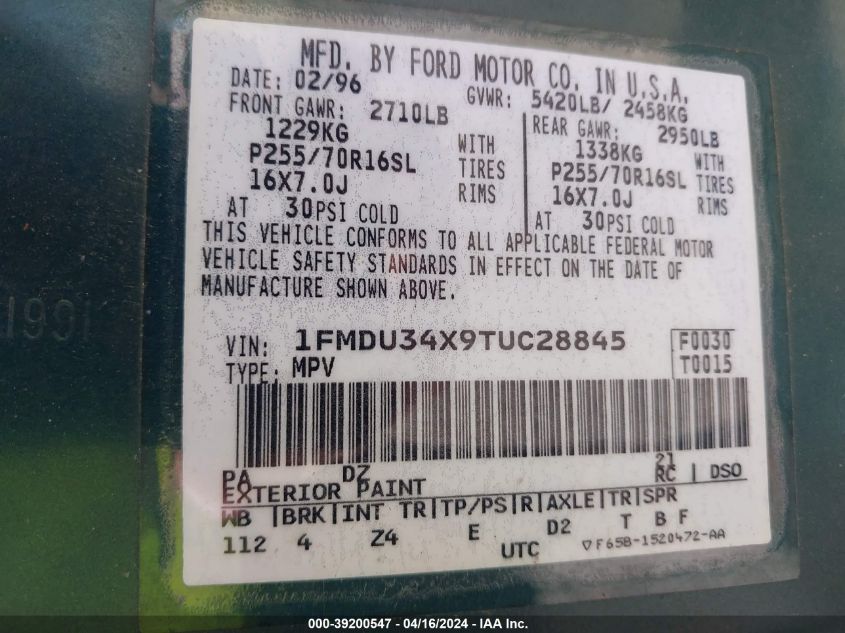 MFD. BY FORD MOTOR CO. IN U.S.A.
DATE: 02/96 GVWR: 5420LB/ 2458KG
FRONT GAWR: 2710LB REAR GAWR: 2950LB
1229KG WITH 1338KG WITH
P255/70R16SL TIRES P255/70R16SL TIRES
16X7.0J RIMS 16X7.0J RIMS
AT 30PSI COLD AT 30PSI COLD
THIS VEHICLE CONFORMS TO ALL APPLICABLE FEDERAL MOTOR
VEHICLE SAFETY STANDARDS IN EFFECT ON THE DATE OF
MANUFACTURE SHOWN ABOVE.
VIN: 1FMDU34X9TUC28845 F0030
TYPE: MPV T0015
PA DZ 21
EXTERIOR PAINT RC | DSO
WB |BRK|INT TR|TP/PS|R|AXLE|TR|SPR
112 4 Z4 E D2 T B F
UTC ▽F65B-1520472-AA
000-39200547 - 04/16/2024 - IAA Inc.